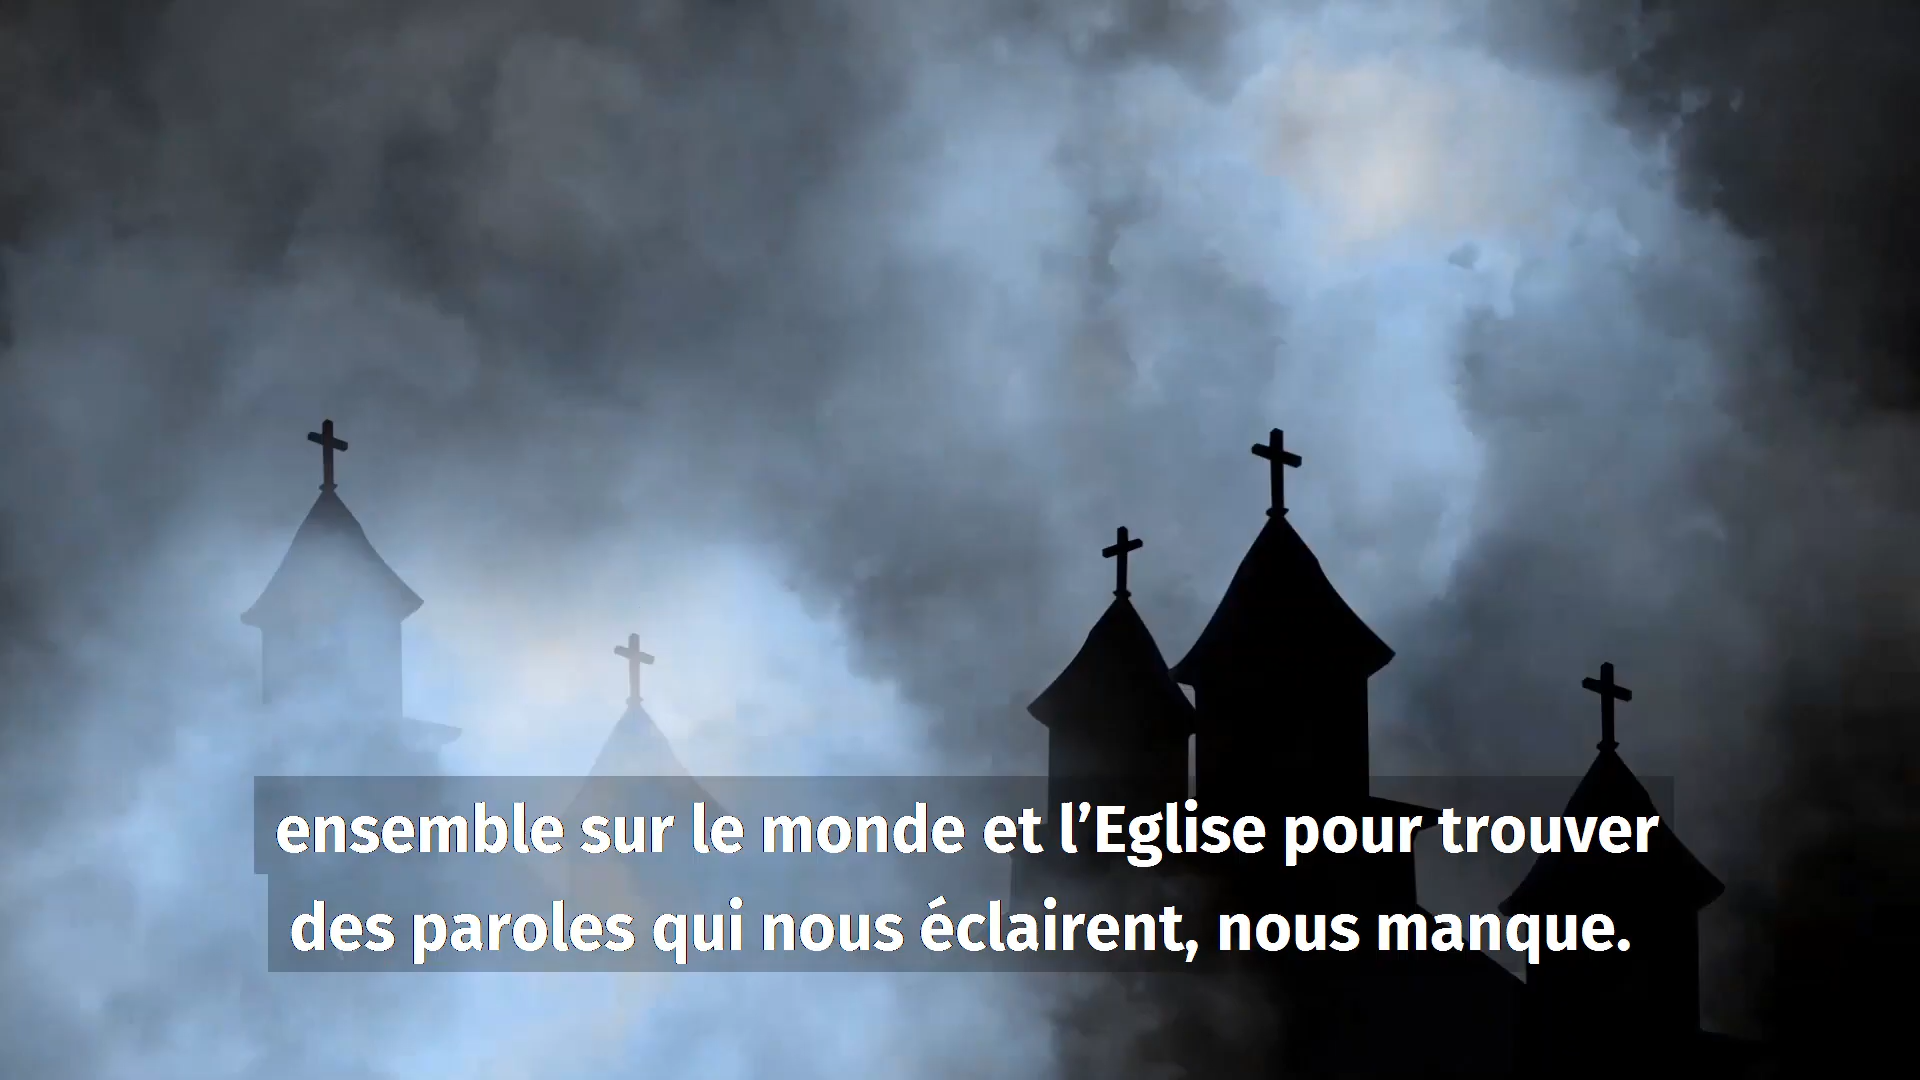 ensemble sur le monde et l’Eglise pour trouver
des paroles qui nous éclairent, nous manque.